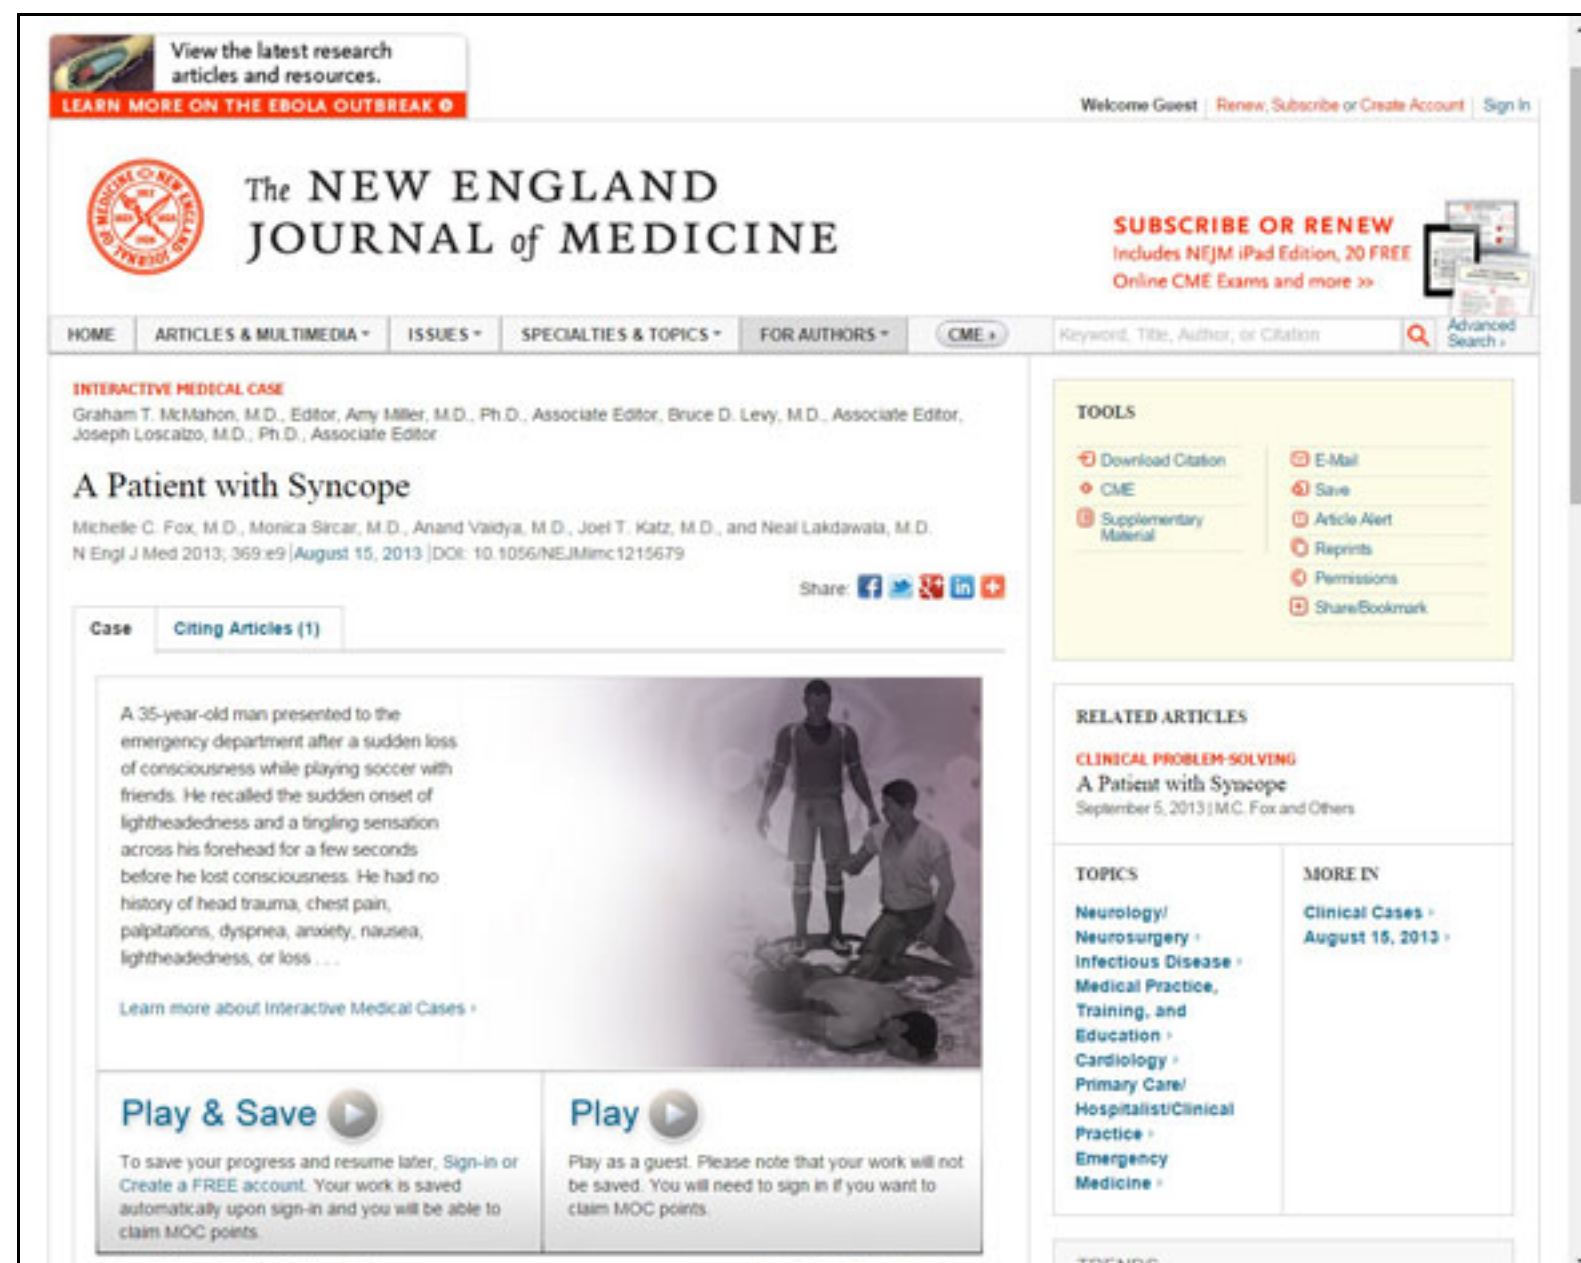 View the latest research
articles and resources.
LEARN MORE ON THE EBOLA OUTBREAK
Welcome Guest | Renew, Subscribe or Create Account | Sign In
The NEW ENGLAND
JOURNAL of MEDICINE
SUBSCRIBE OR RENEW
Includes NEJM iPad Edition, 20 FREE
Online CME Exams and more >>
HOME
ARTICLES & MULTIMEDIA
ISSUES
SPECIALTIES & TOPICS
FOR AUTHORS
CME
Keyword, Title, Author, or Citation
Advanced
Search
INTERACTIVE MEDICAL CASE
Graham T. McMahon, M.D., Editor, Amy Miller, M.D., Ph.D., Associate Editor, Bruce D. Levy, M.D., Associate Editor,
Joseph Loscalzo, M.D., Ph.D., Associate Editor
A Patient with Syncope
Michelle C. Fox, M.D., Monica Sircar, M.D., Anand Vaidya, M.D., Joel T. Katz, M.D., and Neal Lakdawala, M.D.
N Engl J Med 2013; 369:e9 | August 15, 2013 | DOI: 10.1056/NEJMimc1215679
Share:
Case
Citing Articles (1)
A 35-year-old man presented to the
emergency department after a sudden loss
of consciousness while playing soccer with
friends. He recalled the sudden onset of
lightheadedness and a tingling sensation
across his forehead for a few seconds
before he lost consciousness. He had no
history of head trauma, chest pain,
palpitations, dyspnea, anxiety, nausea,
lightheadedness, or loss . . .
Learn more about Interactive Medical Cases
Play & Save
To save your progress and resume later, Sign-in or
Create a FREE account. Your work is saved
automatically upon sign-in and you will be able to
claim MOC points.
Play
Play as a guest. Please note that your work will not
be saved. You will need to sign in if you want to
claim MOC points.
TOOLS
Download Citation
CME
Supplementary
Material
E-Mail
Save
Article Alert
Reprints
Permissions
Share/Bookmark
RELATED ARTICLES
CLINICAL PROBLEM-SOLVING
A Patient with Syncope
September 5, 2013 | M.C. Fox and Others
TOPICS
Neurology/
Neurosurgery
Infectious Disease
Medical Practice,
Training, and
Education
Cardiology
Primary Care/
Hospitalist/Clinical
Practice
Emergency
Medicine
MORE IN
Clinical Cases
August 15, 2013
TRENDS